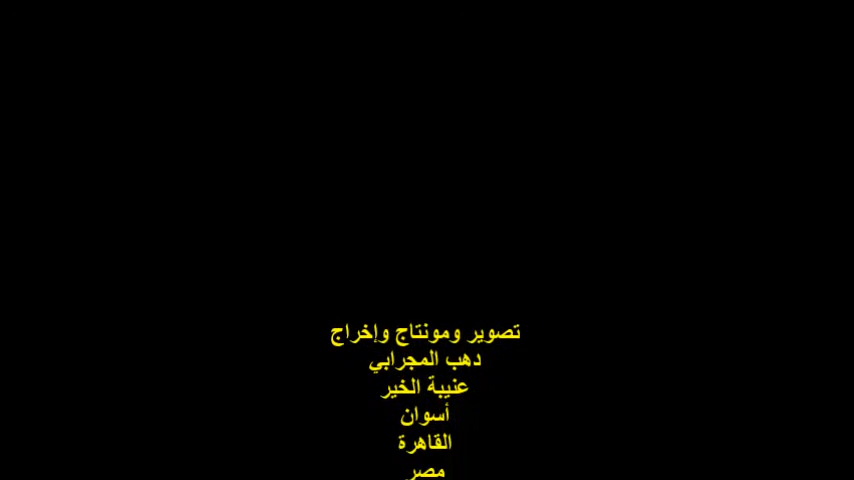 تصوير ومونتاج وإخراج
دهب المجرابي
عنيبة الخير
أسوان
القاهرة
مصر